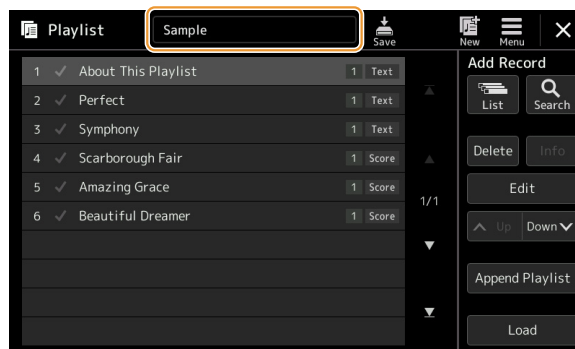 Playlist Sample Save New Menu
Add Record
1 About This Playlist 1 Text
2 Perfect 1 Text
3 Symphony 1 Text
4 Scarborough Fair 1 Score
5 Amazing Grace 1 Score
6 Beautiful Dreamer 1 Score
1/1
List Search
Delete Info
Edit
Up Down
Append Playlist
Load